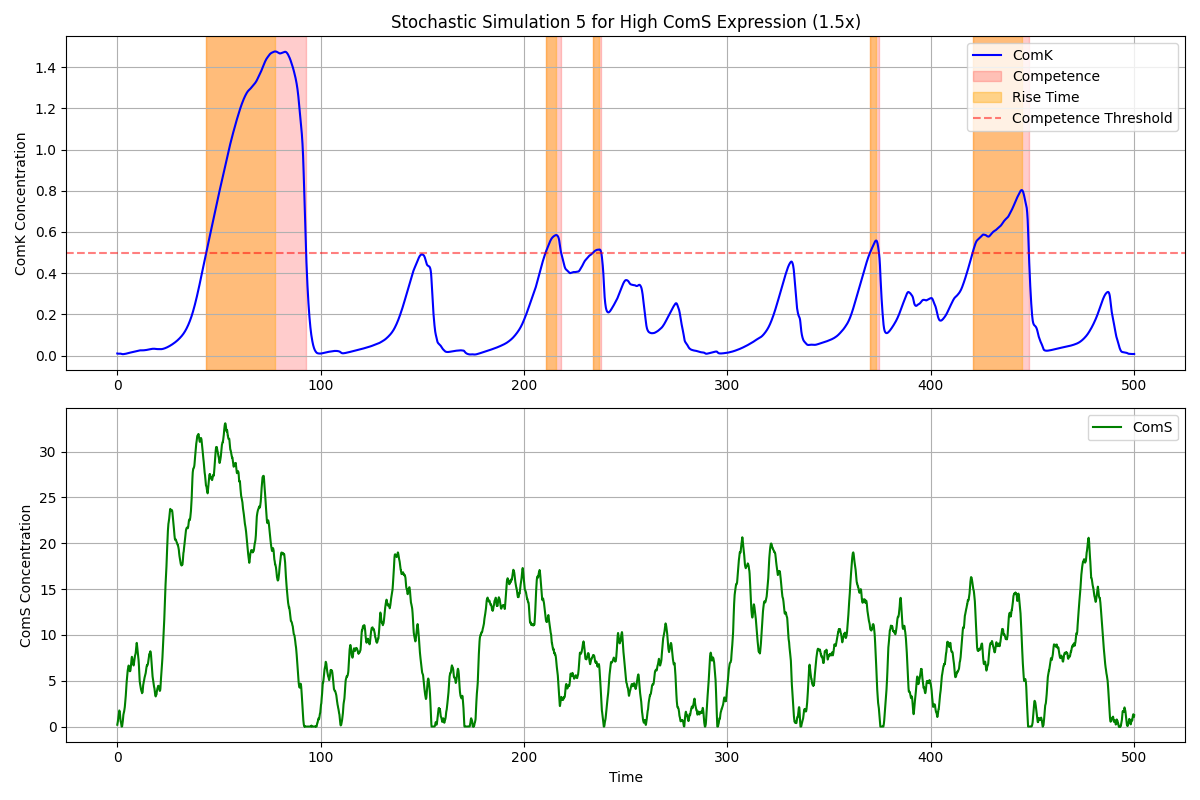 Stochastic Simulation 5 for High ComS Expression (1.5x)
ComK Concentration
1.4
1.2
1.0
0.8
0.6
0.4
0.2
0.0
ComK
Competence
Rise Time
Competence Threshold
0 100 200 300 400 500
ComS Concentration
30
25
20
15
10
5
0
ComS
0 100 200 300 400 500
Time